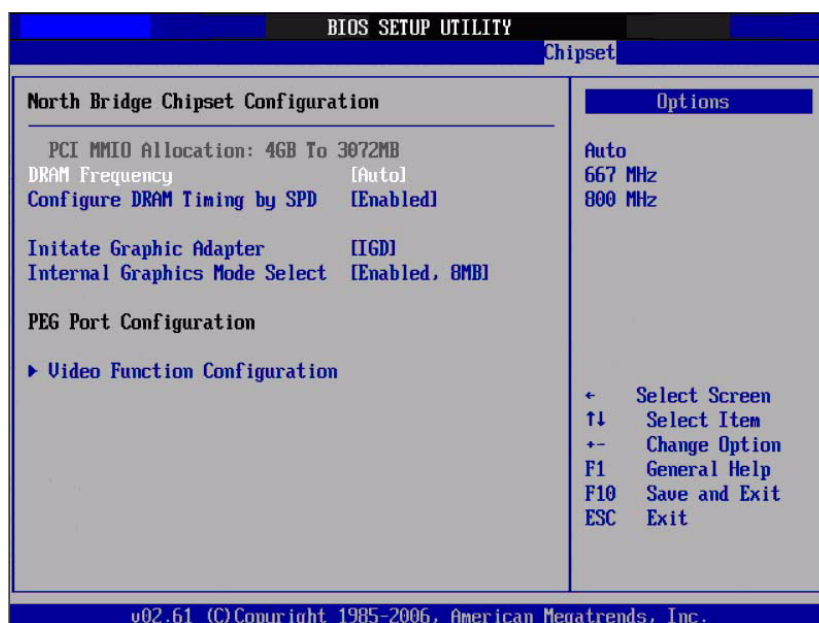 BIOS SETUP UTILITY
Chipset
North Bridge Chipset Configuration
PCI MMIO Allocation: 4GB To 3072MB
DRAM Frequency [Auto]
Configure DRAM Timing by SPD [Enabled]
Initate Graphic Adapter [IGD]
Internal Graphics Mode Select [Enabled, 8MB]
PEG Port Configuration
▶ Video Function Configuration
Options
Auto
667 MHz
800 MHz
← Select Screen
↑↓ Select Item
+- Change Option
F1 General Help
F10 Save and Exit
ESC Exit
v02.61 (C)Copyright 1985-2006, American Megatrends, Inc.